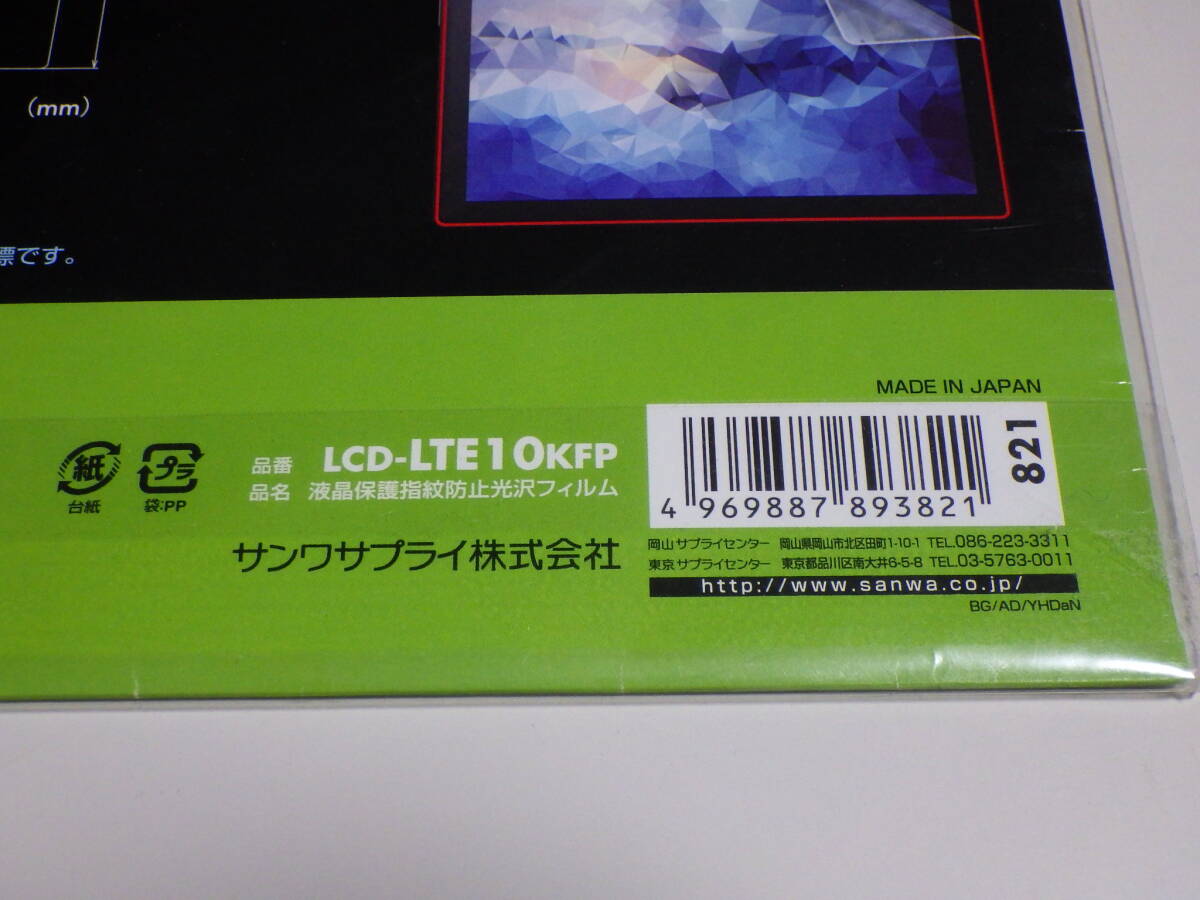 (mm)
標です。
MADE IN JAPAN
紙
台紙
プラ
袋:PP
品番 LCD-LTE10KFP
品名 液晶保護指紋防止光沢フィルム
サンワサプライ株式会社
4 969887 893821
821
岡山サプライセンター 岡山県岡山市北区田町1-10-1 TEL.086-223-3311
東京サプライセンター 東京都品川区南大井6-5-8 TEL.03-5763-0011
http://www.sanwa.co.jp/
BG/AD/YHDaN